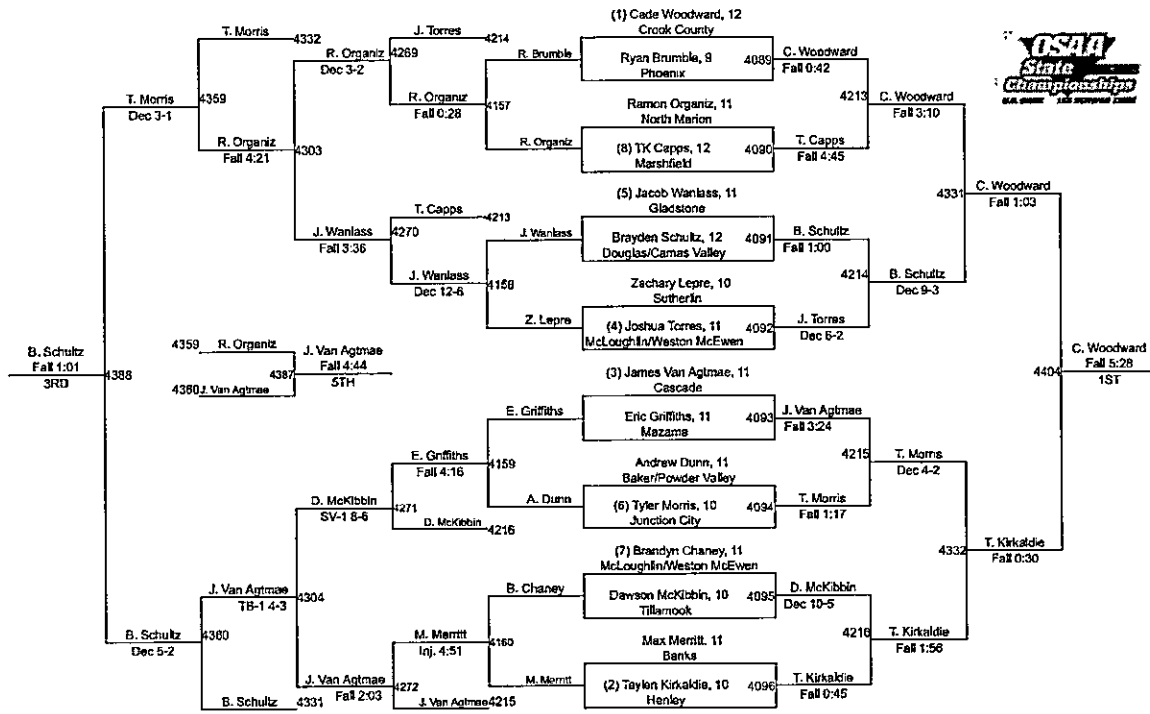 OSAA
State
Championships
T. Morris
4332
T. Morris
Dec 3-1
4359
R. Organiz
Fall 4:21
4303
R. Organiz
Dec 3-2
4269
J. Torres
4214
R. Organiz
Fall 0:28
4157
R. Brumble
R. Organiz
J. Wanlass
Fall 3:36
4270
T. Capps
4213
J. Wanlass
Dec 12-6
4158
J. Wanlass
Z. Lepre
(1) Cade Woodward, 12
Crook County
Ryan Brumble, 9
Phoenix
4089
C. Woodward
Fall 0:42
Ramon Organiz, 11
North Marion
(8) TK Capps, 12
Marshfield
4090
T. Capps
Fall 4:45
4213
C. Woodward
Fall 3:10
(5) Jacob Wanlass, 11
Gladstone
Brayden Schultz, 12
Douglas/Camas Valley
4091
B. Schultz
Fall 1:00
Zachary Lepre, 10
Sutherlin
(4) Joshua Torres, 11
McLoughlin/Weston McEwen
4092
J. Torres
Dec 6-2
4214
B. Schultz
Dec 9-3
4331
C. Woodward
Fall 1:03
B. Schultz
Fall 1:01
3RD
4388
4359
R. Organiz
4360
J. Van Agtmae
4387
J. Van Agtmae
Fall 4:44
5TH
C. Woodward
Fall 5:28
1ST
4404
(3) James Van Agtmae, 11
Cascade
Eric Griffiths, 11
Mazama
4093
J. Van Agtmae
Fall 3:24
Andrew Dunn, 11
Baker/Powder Valley
(6) Tyler Morris, 10
Junction City
4094
T. Morris
Fall 1:17
4215
T. Morris
Dec 4-2
(7) Brandyn Chaney, 11
McLoughlin/Weston McEwen
Dawson McKibbin, 10
Tillamook
4095
D. McKibbin
Dec 10-5
Max Merritt, 11
Banks
(2) Taylen Kirkaldie, 10
Henley
4096
T. Kirkaldie
Fall 0:45
4216
T. Kirkaldie
Fall 1:56
4332
T. Kirkaldie
Fall 0:30
E. Griffiths
E. Griffiths
Fall 4:16
4159
A. Dunn
D. McKibbin
SV-1 8-6
4271
D. McKibbin
4216
B. Chaney
J. Van Agtmae
TB-1 4-3
4304
M. Merritt
Inj. 4:51
4160
M. Merritt
B. Schultz
Dec 5-2
4360
J. Van Agtmae
Fall 2:03
4272
J. Van Agtmae
4215
B. Schultz
4331